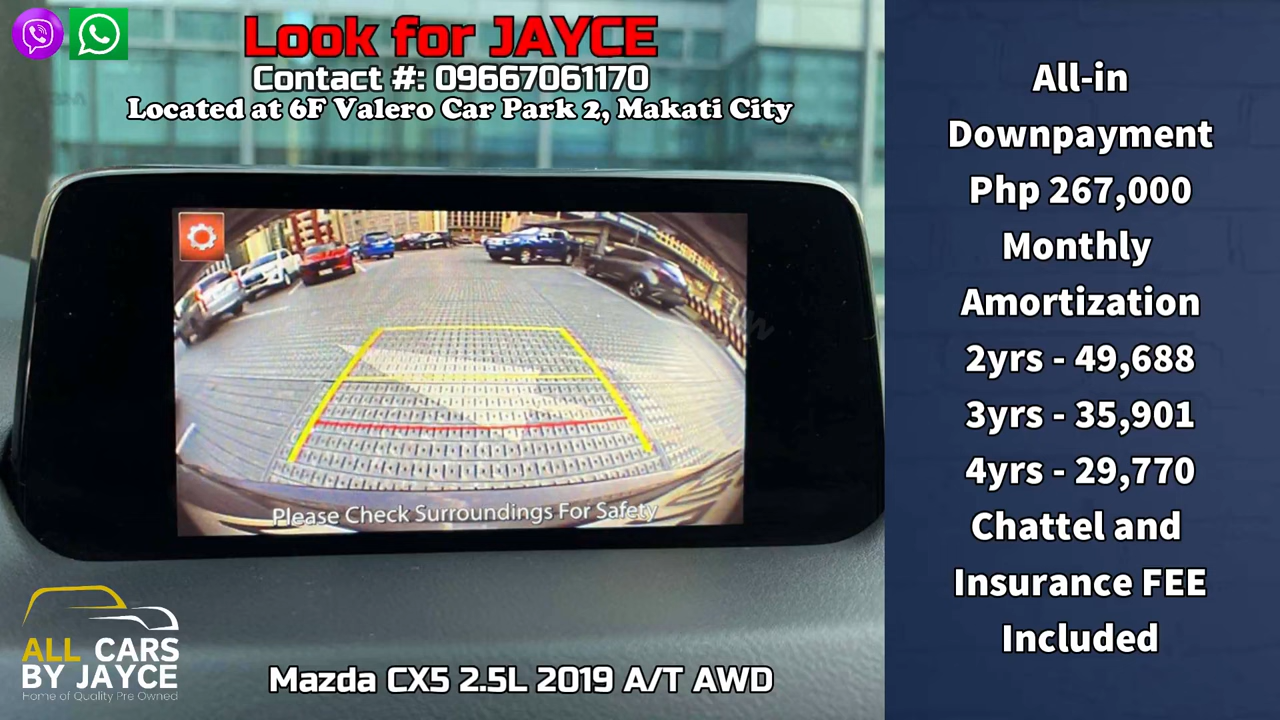 Look for JAYCE
Contact #: 09667061170
Located at 6F Valero Car Park 2, Makati City
Please Check Surroundings For Safety
ALL CARS
BY JAYCE
Home of Quality Pre Owned
Mazda CX5 2.5L 2019 A/T AWD
All-in
Downpayment
Php 267,000
Monthly
Amortization
2yrs - 49,688
3yrs - 35,901
4yrs - 29,770
Chattel and
Insurance FEE
Included